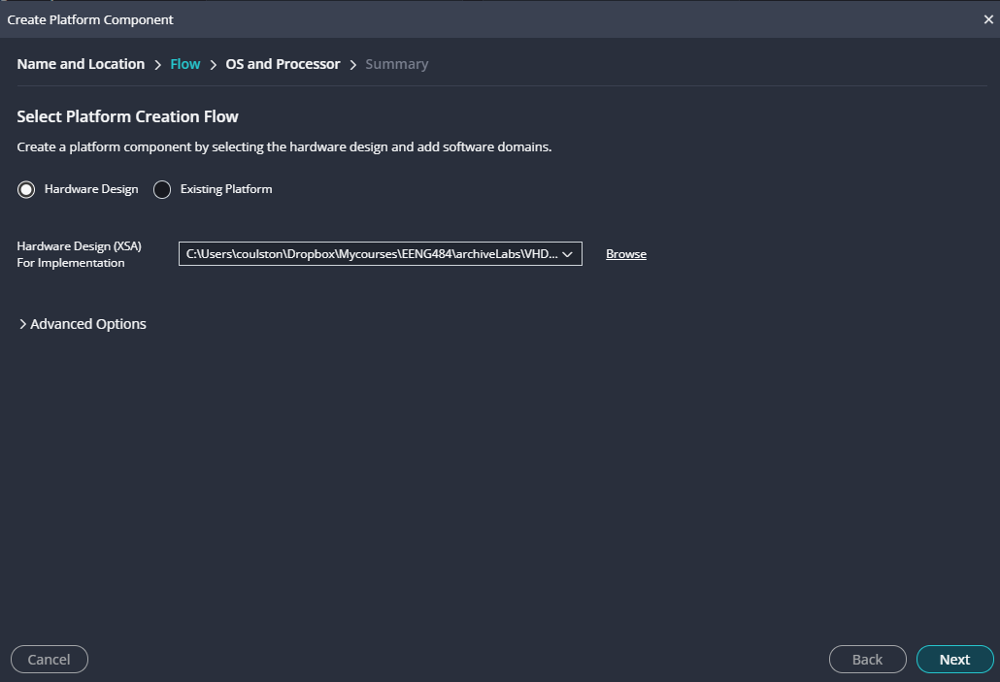 Create Platform Component
Name and Location > Flow > OS and Processor > Summary
Select Platform Creation Flow
Create a platform component by selecting the hardware design and add software domains.
Hardware Design Existing Platform
Hardware Design (XSA)
For Implementation
C:\Users\coulston\Dropbox\Mycourses\EENG484\archiveLabs\VHD... Browse
> Advanced Options
Cancel Back Next